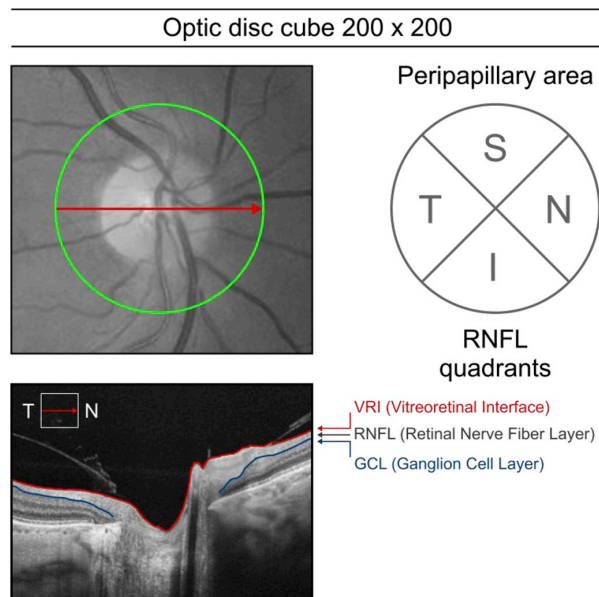 Optic disc cube 200 x 200
Peripapillary area
S
T N
I
RNFL
quadrants
T N
VRI (Vitreoretinal Interface)
RNFL (Retinal Nerve Fiber Layer)
GCL (Ganglion Cell Layer)